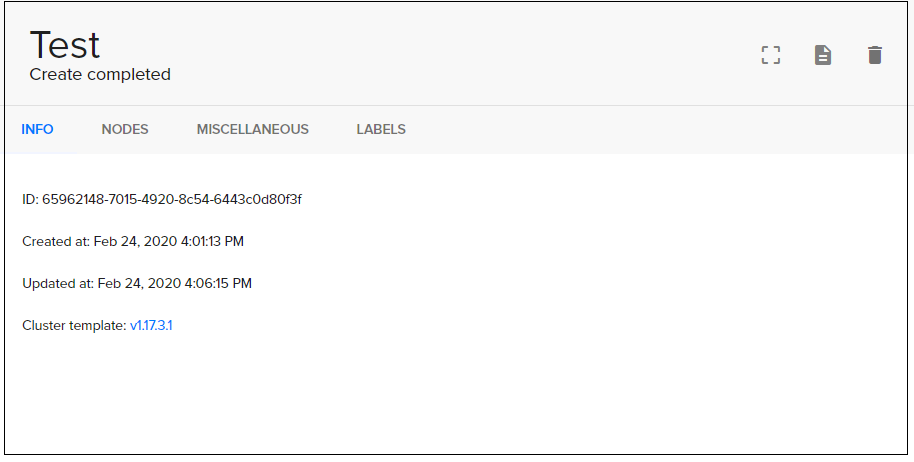 Test
Create completed
INFO NODES MISCELLANEOUS LABELS
ID: 65962148-7015-4920-8c54-6443c0d80f3f
Created at: Feb 24, 2020 4:01:13 PM
Updated at: Feb 24, 2020 4:06:15 PM
Cluster template: v1.17.3.1